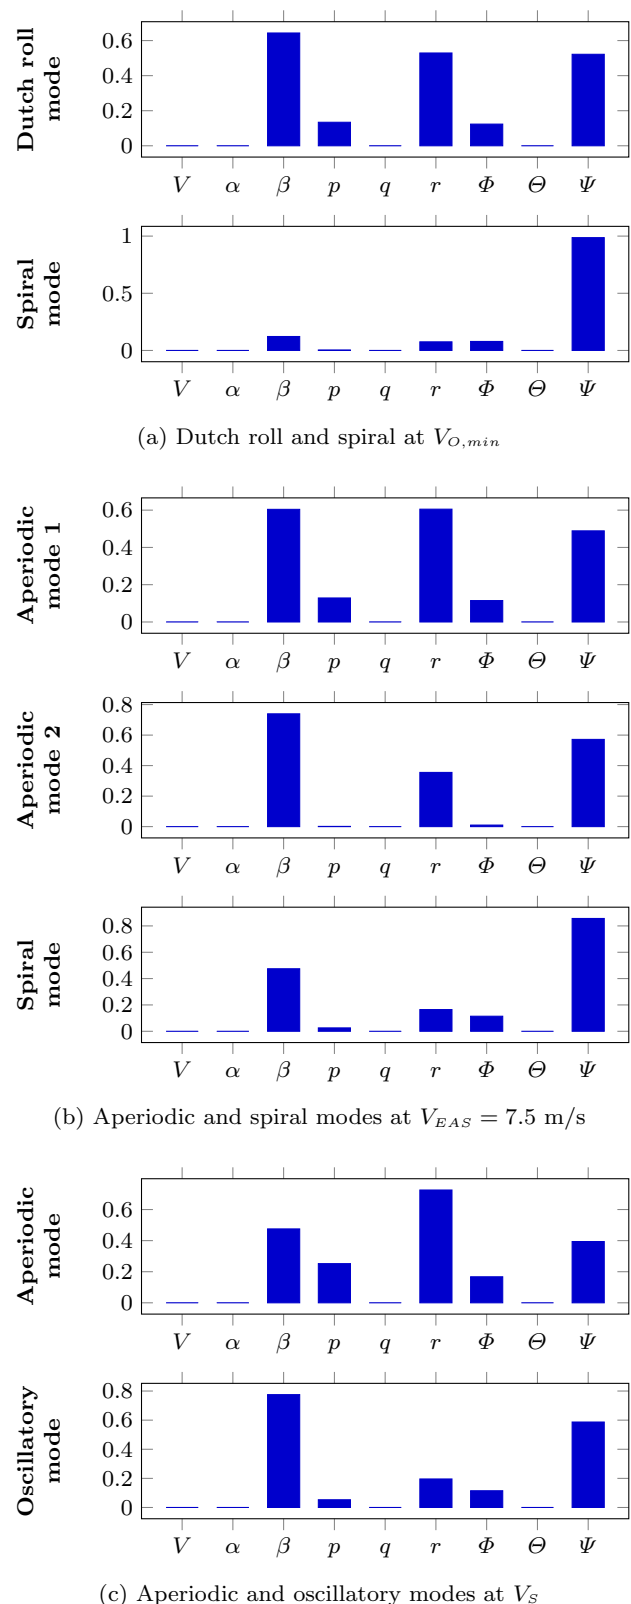 Dutch roll
mode
0.6
0.4
0.2
0
V α β p q r Φ Θ Ψ
Spiral
mode
1
0.5
0
V α β p q r Φ Θ Ψ
(a) Dutch roll and spiral at V_{O,min}
Aperiodic
mode 1
0.6
0.4
0.2
0
V α β p q r Φ Θ Ψ
Aperiodic
mode 2
0.8
0.6
0.4
0.2
0
V α β p q r Φ Θ Ψ
Spiral
mode
0.8
0.6
0.4
0.2
0
V α β p q r Φ Θ Ψ
(b) Aperiodic and spiral modes at V_{EAS} = 7.5 m/s
Aperiodic
mode
0.6
0.4
0.2
0
V α β p q r Φ Θ Ψ
Oscillatory
mode
0.8
0.6
0.4
0.2
0
V α β p q r Φ Θ Ψ
(c) Aperiodic and oscillatory modes at V_S